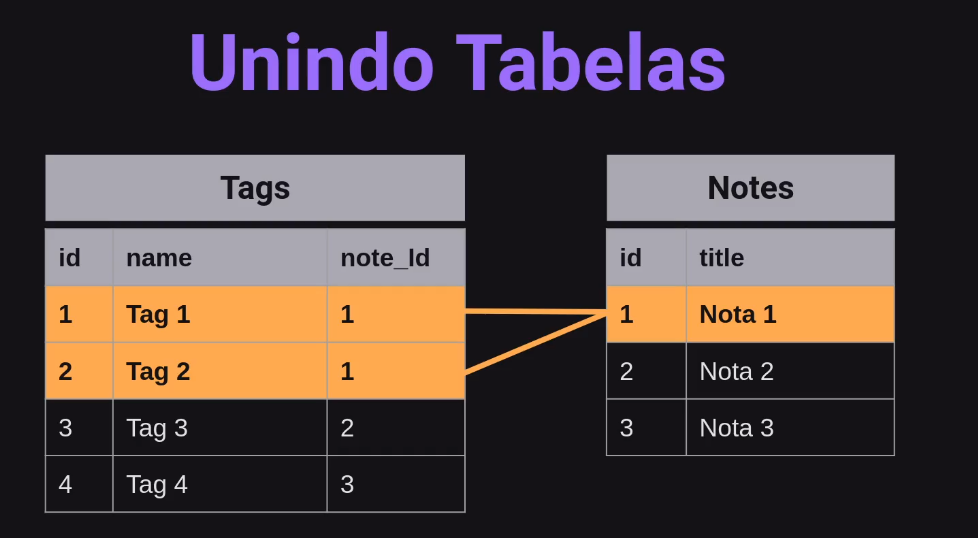 Unindo Tabelas
Tags
id name note_Id
1 Tag 1 1
2 Tag 2 1
3 Tag 3 2
4 Tag 4 3
Notes
id title
1 Nota 1
2 Nota 2
3 Nota 3